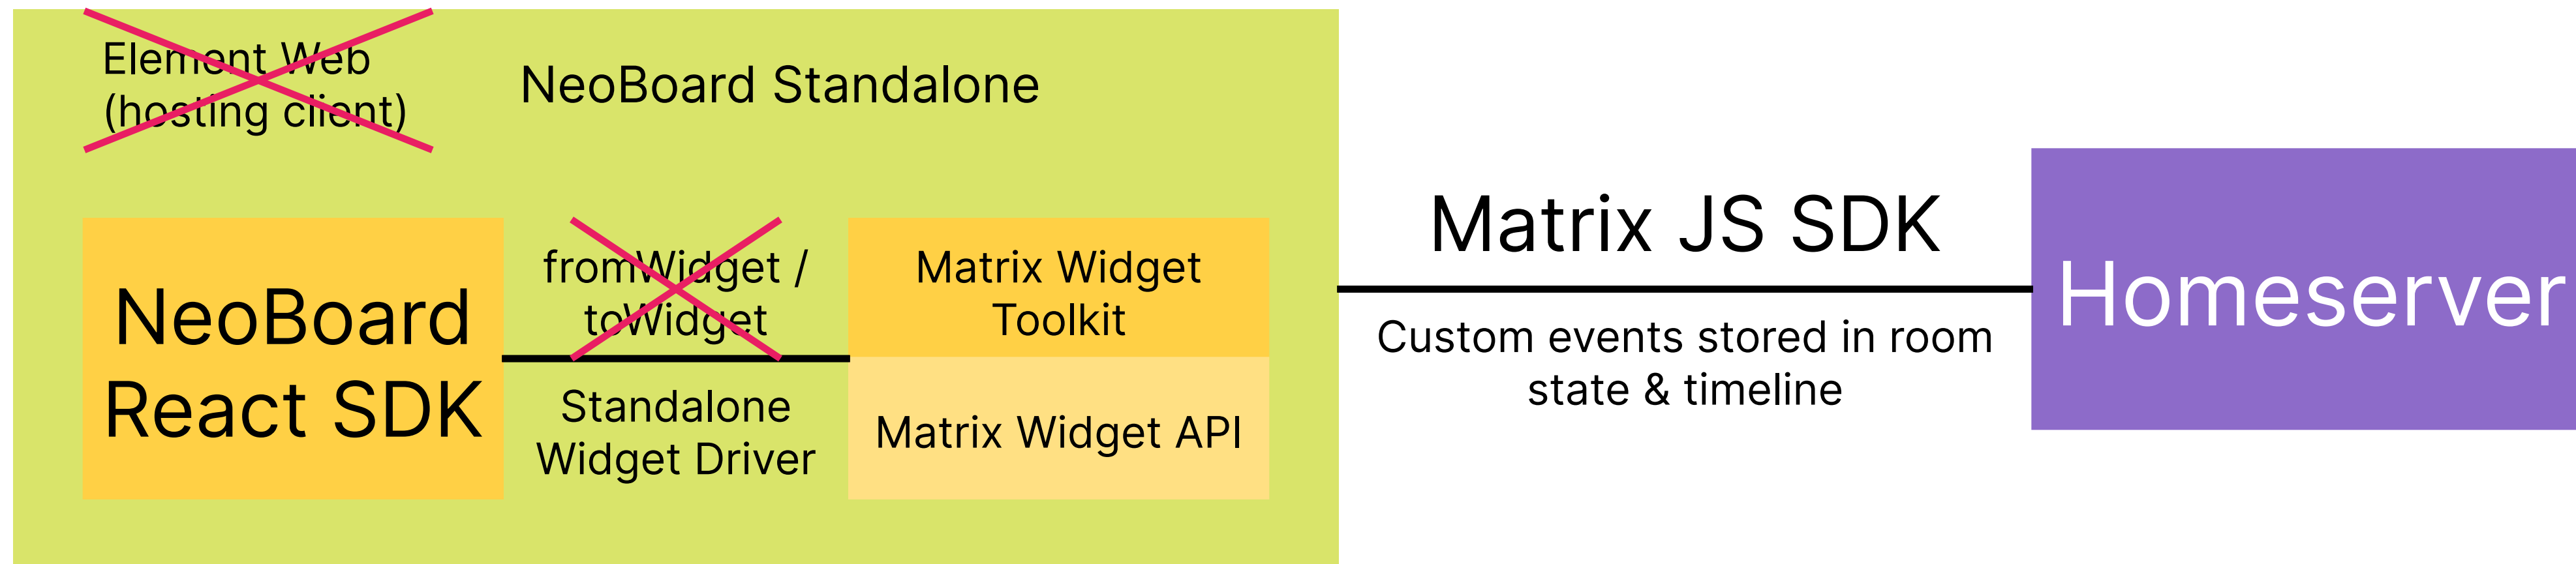 Element Web
(hosting client)
NeoBoard Standalone
NeoBoard
React SDK
fromWidget /
toWidget
Standalone
Widget Driver
Matrix Widget
Toolkit
Matrix Widget API
Matrix JS SDK
Custom events stored in room
state & timeline
Homeserver